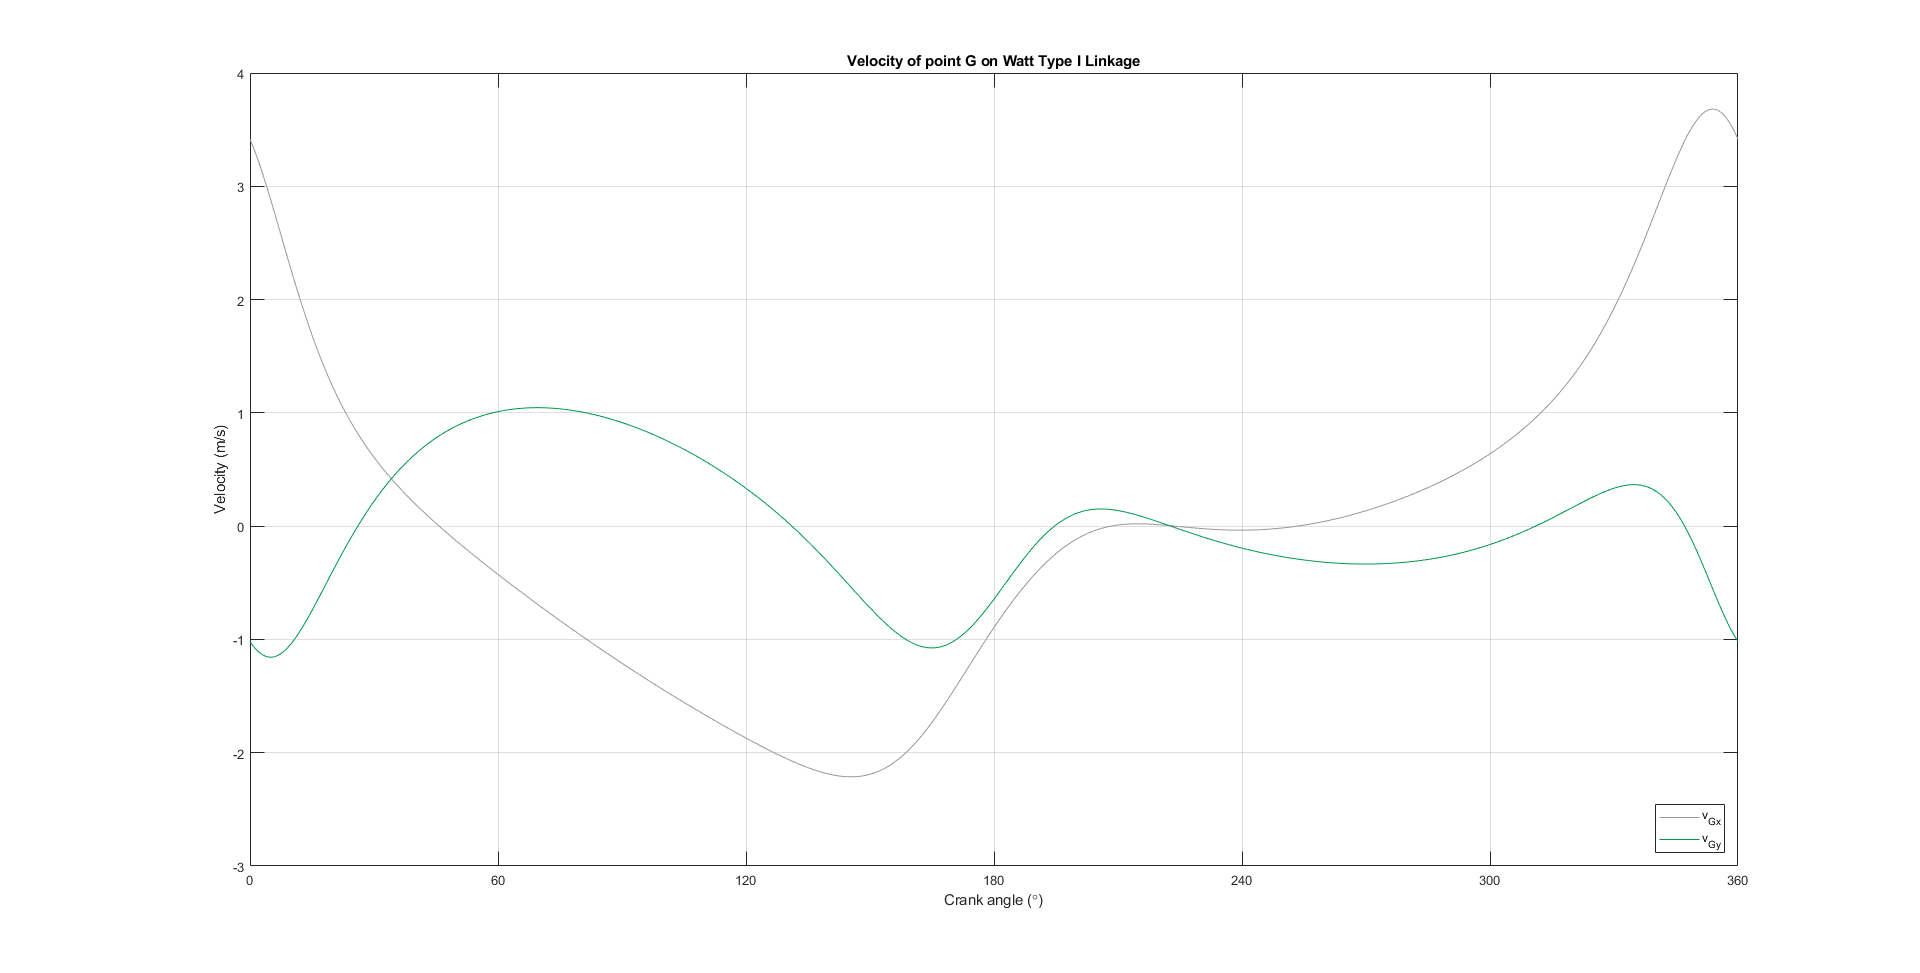 Velocity of point G on Watt Type I Linkage
4
3
2
1
0
-1
-2
-3
Velocity (m/s)
0 60 120 180 240 300 360
Crank angle (°)
vGx
vGy